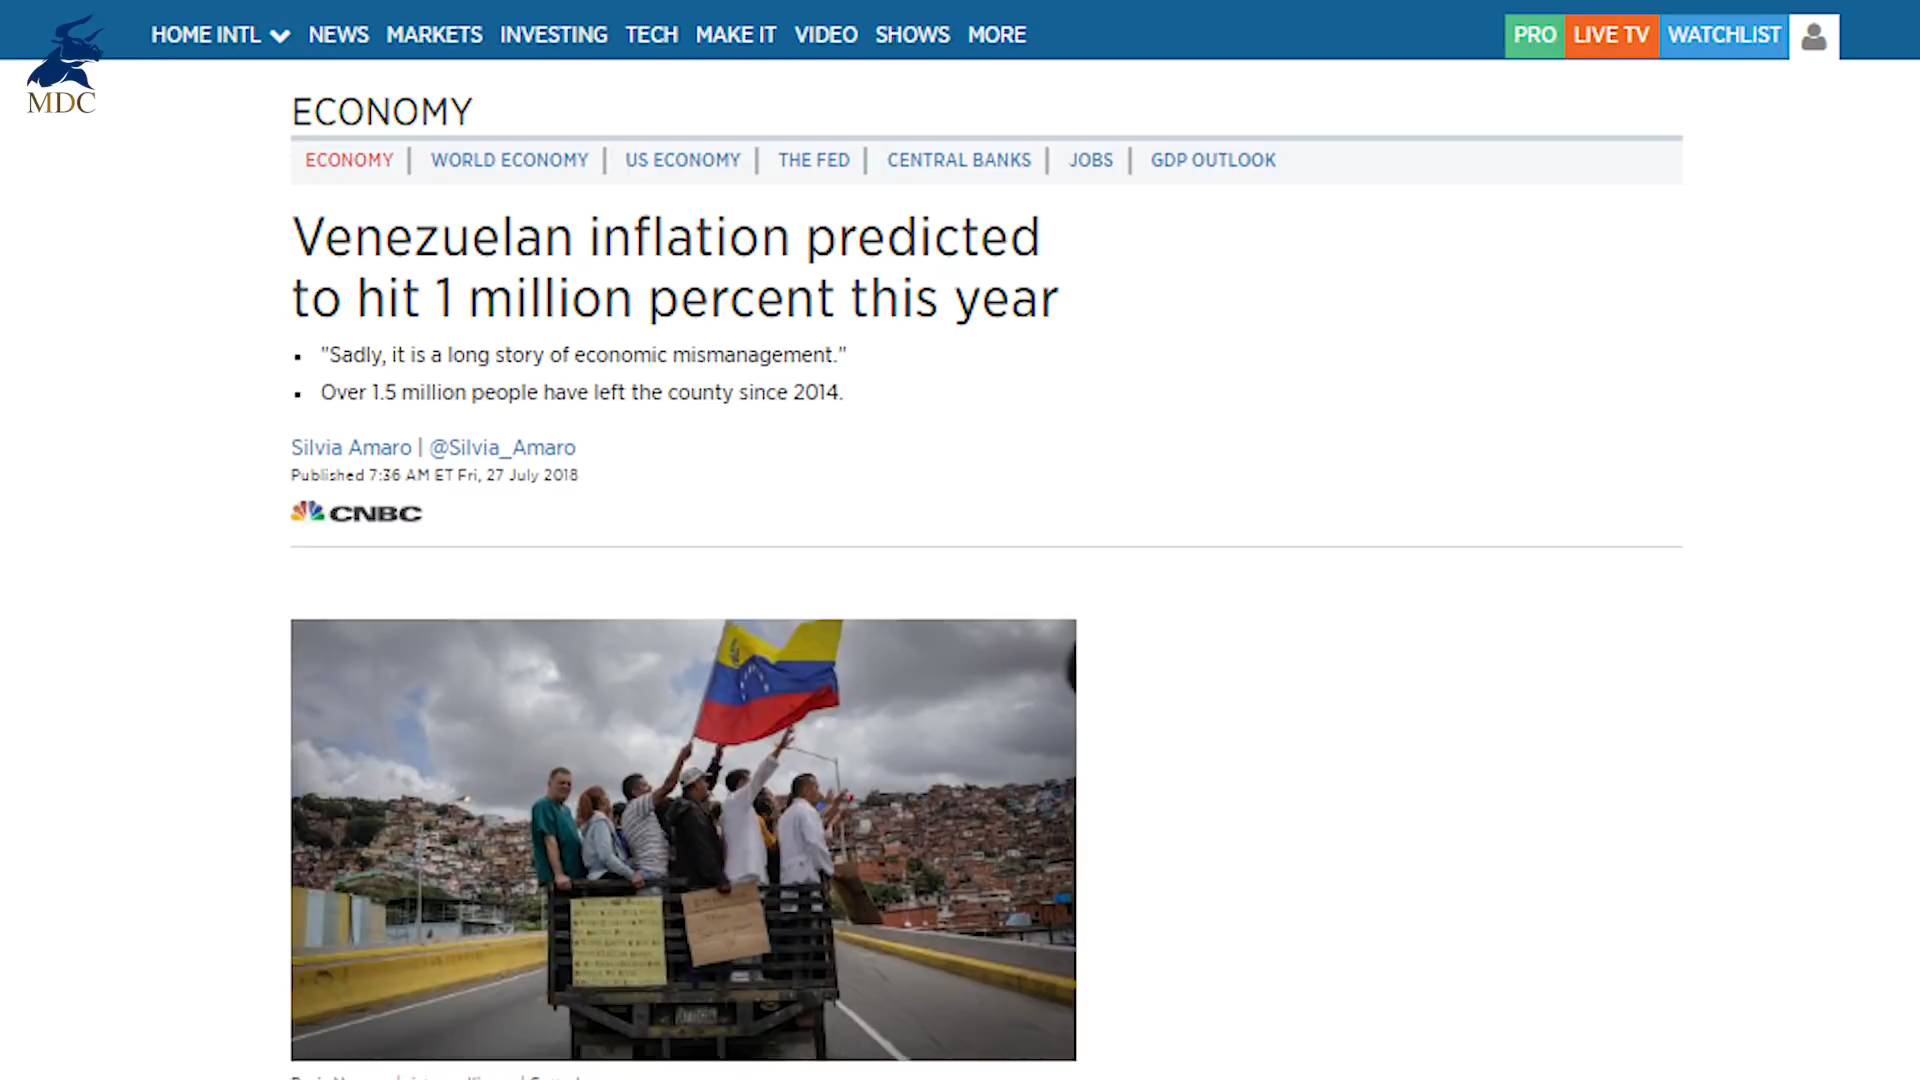 HOME INTL NEWS MARKETS INVESTING TECH MAKE IT VIDEO SHOWS MORE
PRO LIVE TV WATCHLIST
MDC
ECONOMY
ECONOMY | WORLD ECONOMY | US ECONOMY | THE FED | CENTRAL BANKS | JOBS | GDP OUTLOOK
Venezuelan inflation predicted
to hit 1 million percent this year
▪ "Sadly, it is a long story of economic mismanagement."
▪ Over 1.5 million people have left the county since 2014.
Silvia Amaro | @Silvia_Amaro
Published 7:36 AM ET Fri, 27 July 2018
CNBC